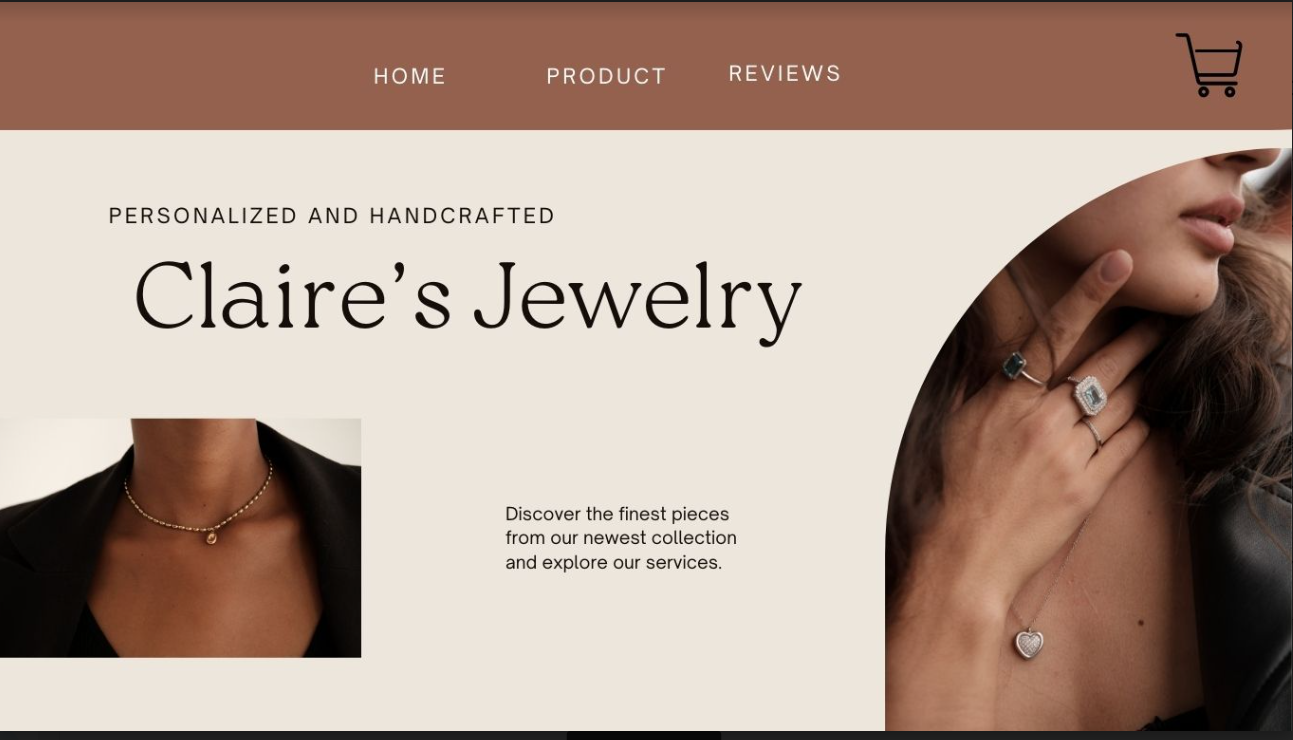 HOME PRODUCT REVIEWS
PERSONALIZED AND HANDCRAFTED
Claire’s Jewelry
Discover the finest pieces
from our newest collection
and explore our services.